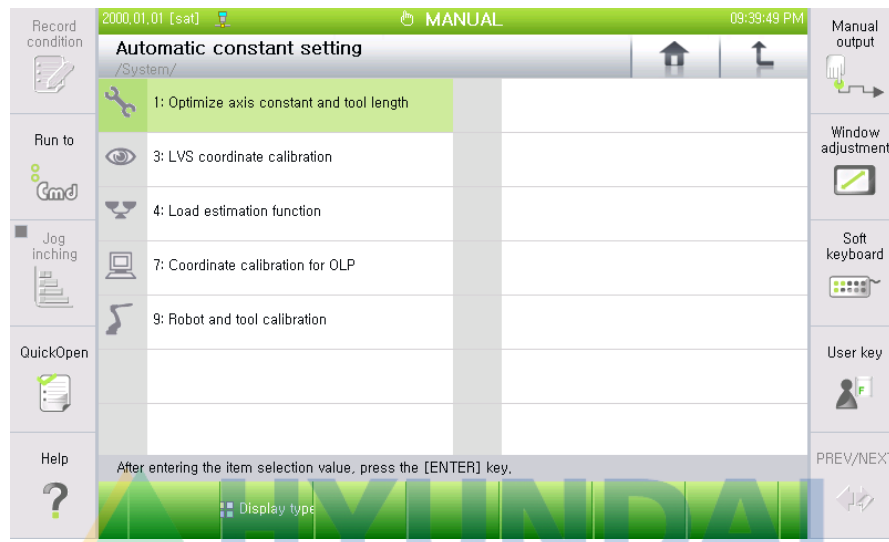 Record
condition
Run to
Cmd
Jog
inching
QuickOpen
Help
?
2000,01,01 [sat]
MANUAL
09:39:49 PM
Automatic constant setting
/System/
1: Optimize axis constant and tool length
3: LVS coordinate calibration
4: Load estimation function
7: Coordinate calibration for OLP
9: Robot and tool calibration
After entering the item selection value, press the [ENTER] key,
Display type
HYUNDAI
Manual
output
Window
adjustment
Soft
keyboard
User key
F
PREV/NEXT